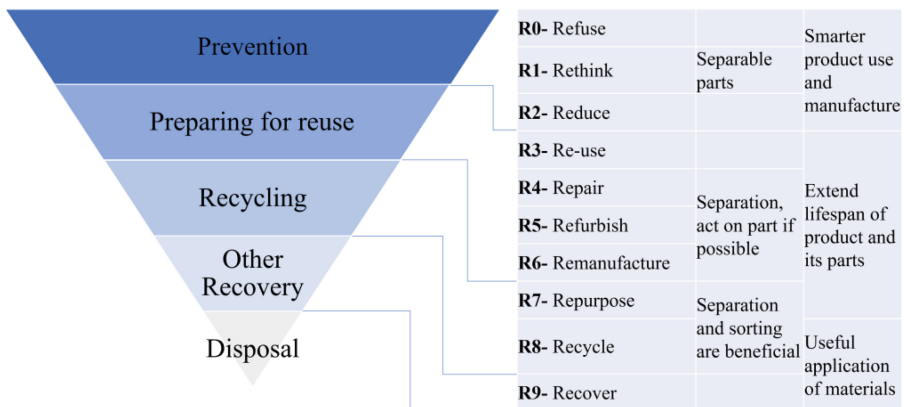 Prevention
Preparing for reuse
Recycling
Other
Recovery
Disposal
R0- Refuse
R1- Rethink
R2- Reduce
R3- Re-use
R4- Repair
R5- Refurbish
R6- Remanufacture
R7- Repurpose
R8- Recycle
R9- Recover
Separable
parts
Separation,
act on part if
possible
Separation
and sorting
are beneficial
Smarter
product use
and
manufacture
Extend
lifespan of
product and
its parts
Useful
application
of materials